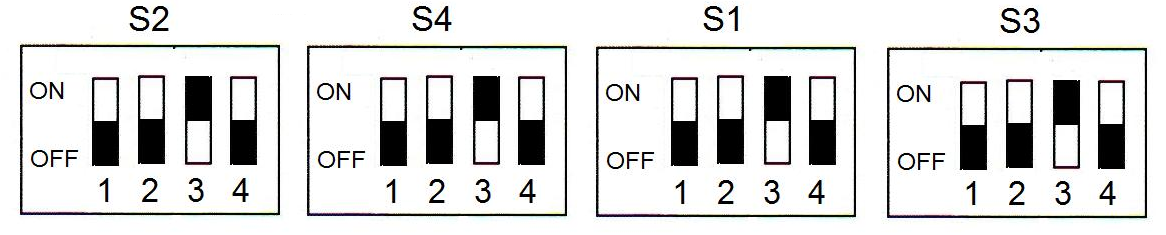 S2 S4 S1 S3
ON ON ON ON
OFF OFF OFF OFF
1 2 3 4 1 2 3 4 1 2 3 4 1 2 3 4